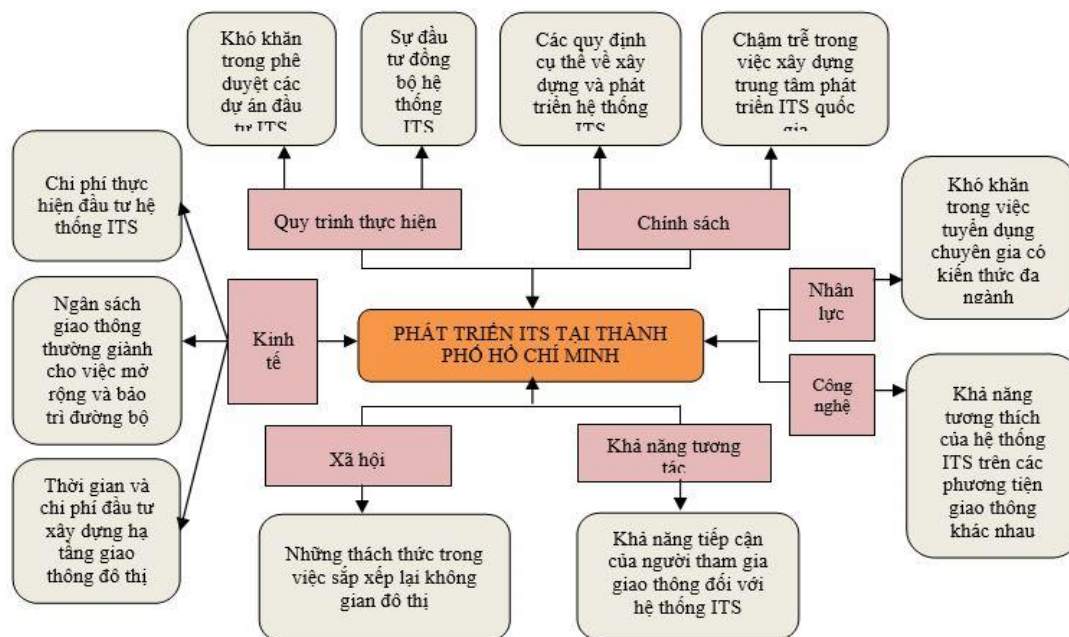 Khó khăn
trong phê
duyệt các
dự án đầu
tư ITS
Sự đầu
tư đồng
bộ hệ
thống
ITS
Các quy định
cụ thể về xây
dựng và phát
triển hệ thống
ITS
Chậm trễ trong
việc xây dựng
trung tâm phát
triển ITS quốc
gia
Chi phí thực
hiện đầu tư hệ
thống ITS
Quy trình thực hiện
Chính sách
Khó khăn
trong việc
tuyển dụng
chuyên gia có
kiến thức đa
ngành
Ngân sách
giao thông
thường giành
cho việc mở
rộng và bảo
trì đường bộ
Kinh
tế
PHÁT TRIỂN ITS TẠI THÀNH
PHỐ HỒ CHÍ MINH
Nhân
lực
Công
nghệ
Khả năng
tương thích
của hệ thống
ITS trên các
phương tiện
giao thông
khác nhau
Thời gian và
chi phí đầu tư
xây dựng hạ
tầng giao
thông đô thị
Xã hội
Khả năng tương
tác
Những thách thức trong
việc sắp xếp lại không
gian đô thị
Khả năng tiếp cận
của người tham gia
giao thông đối với
hệ thống ITS